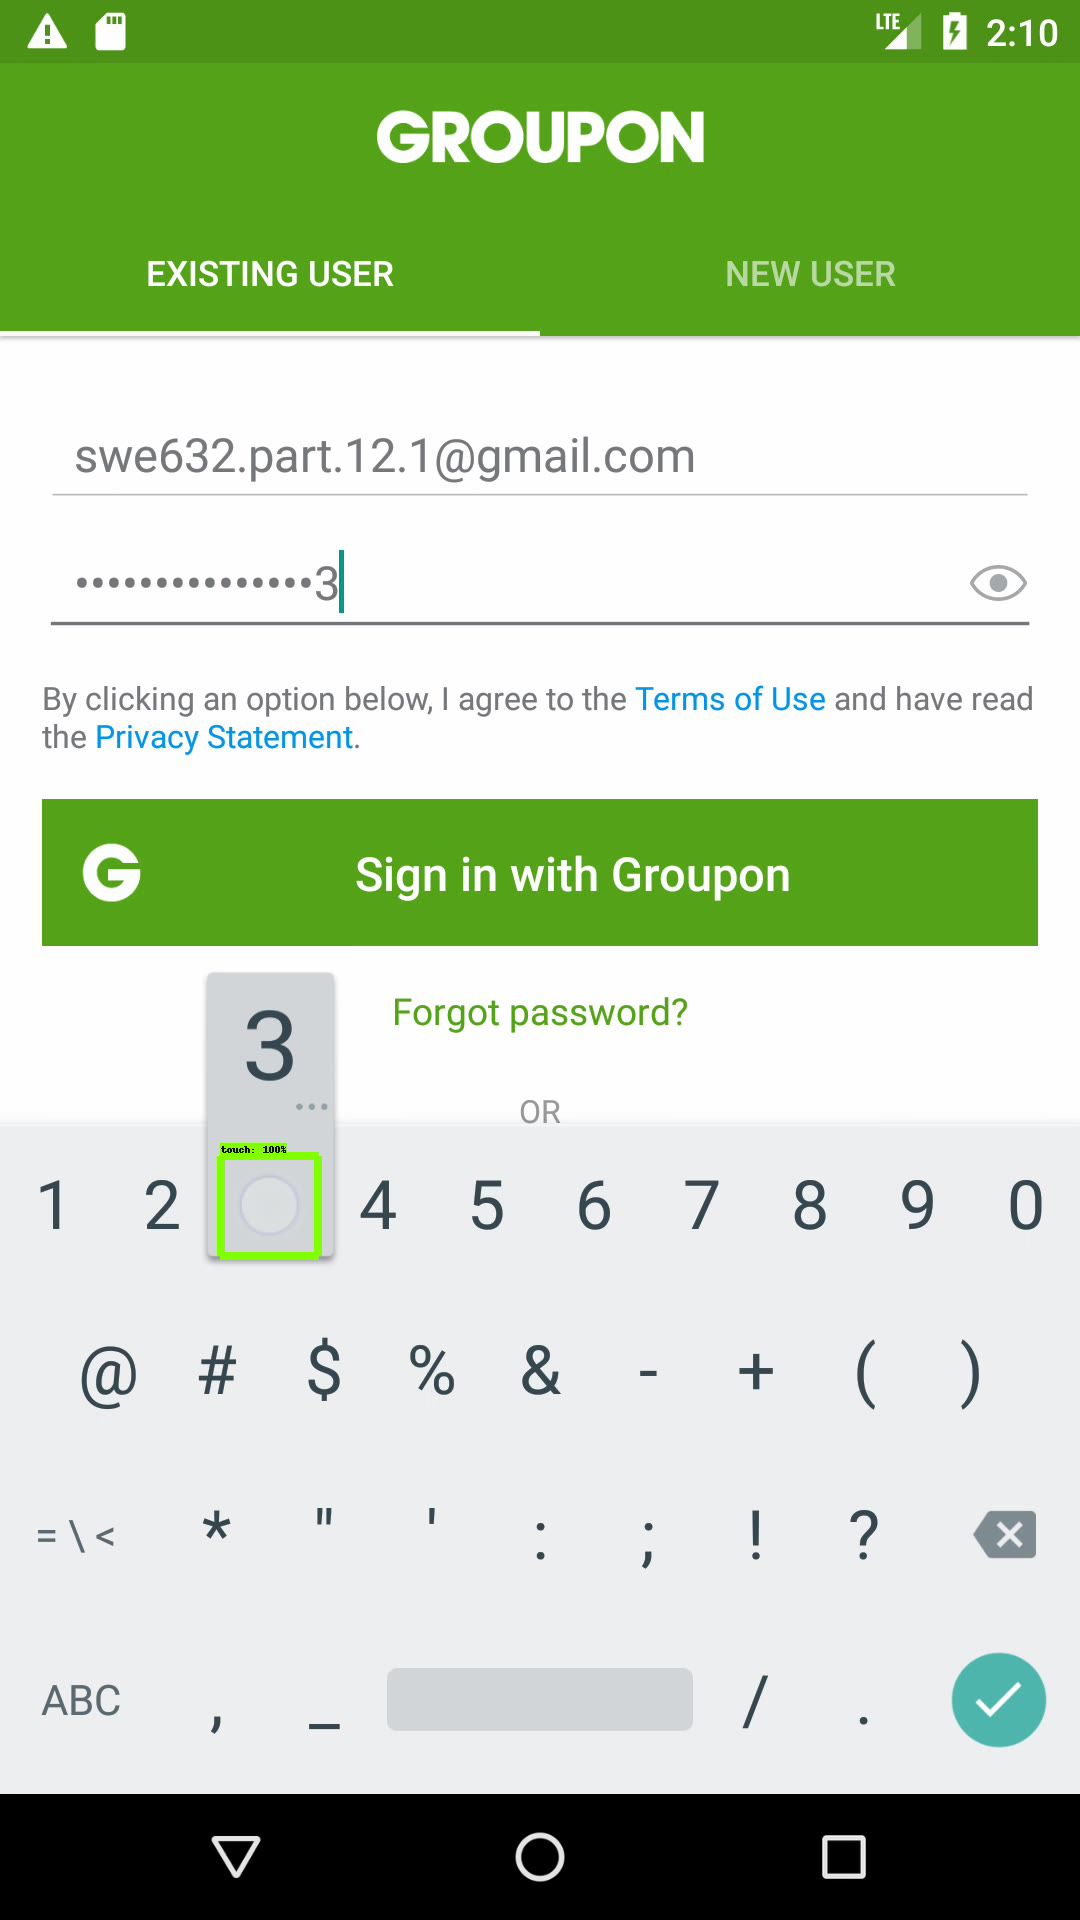 LTE 2:10
GROUPON
EXISTING USER NEW USER
swe632.part.12.1@gmail.com
•••••••••••••••3
By clicking an option below, I agree to the Terms of Use and have read
the Privacy Statement.
G Sign in with Groupon
Forgot password?
3
...
OR
touch: 100%
1 2 4 5 6 7 8 9 0
@ # $ % & - + ( )
= \ < * " ' : ; ! ?
ABC , _ / .